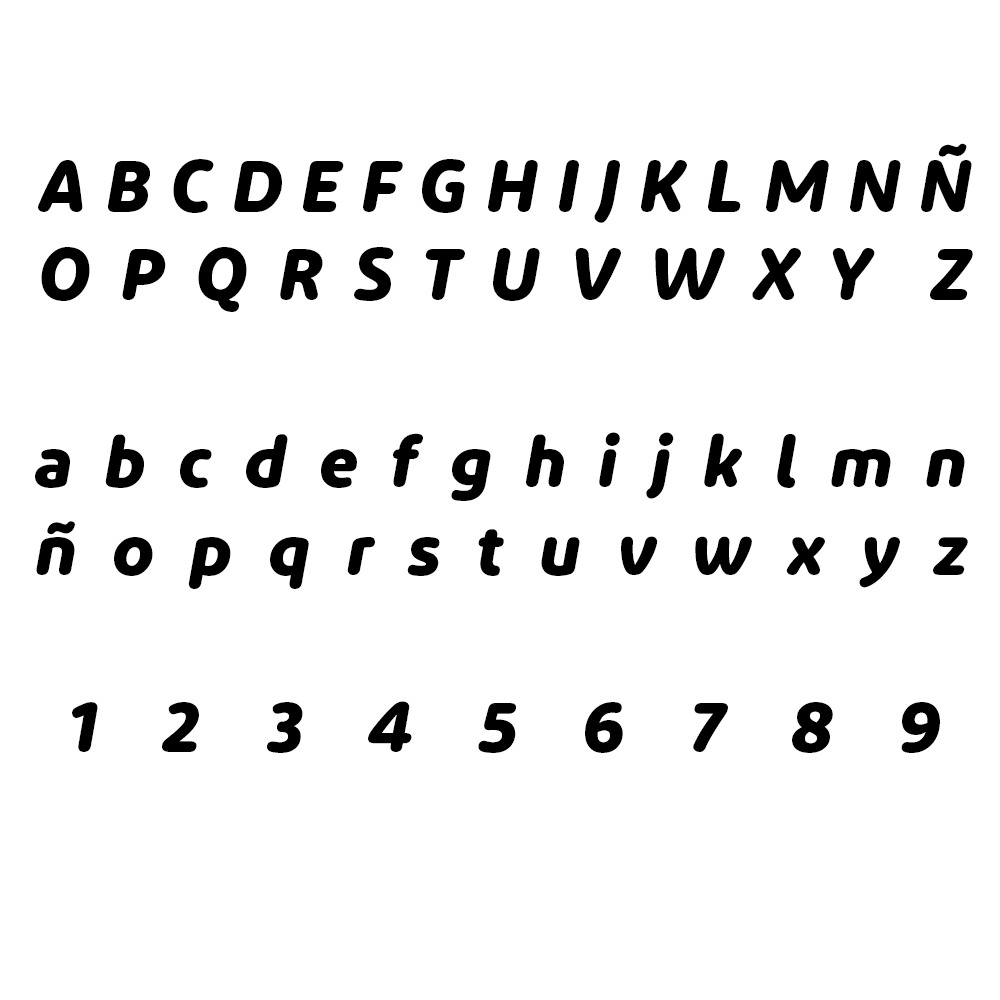 A B C D E F G H I J K L M N Ñ
O P Q R S T U V W X Y Z
a b c d e f g h i j k l m n
ñ o p q r s t u v w x y z
1 2 3 4 5 6 7 8 9